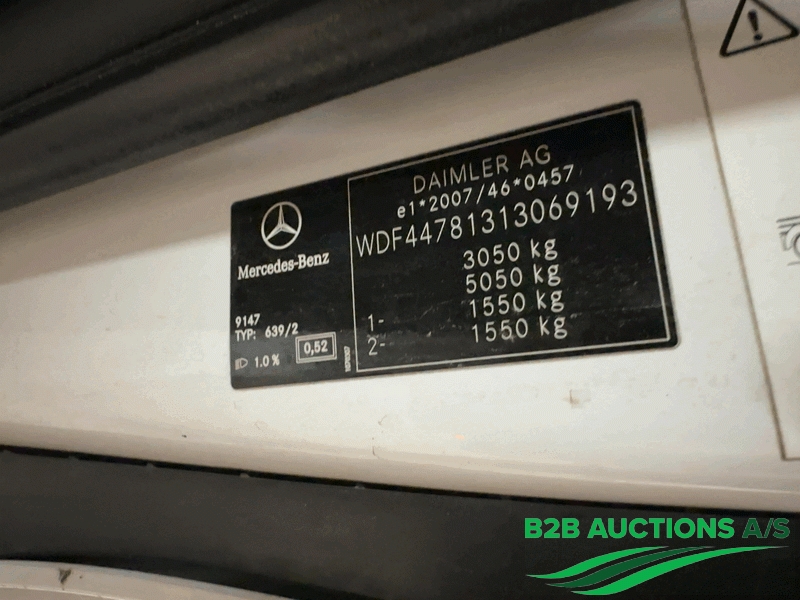 DAIMLER AG
e1*2007/46*0457
WDF44781313069193
3050 kg
5050 kg
1- 1550 kg
2- 1550 kg
Mercedes-Benz
9147
TYP: 639/2
1.0 %
0,52
B2B AUCTIONS A/S